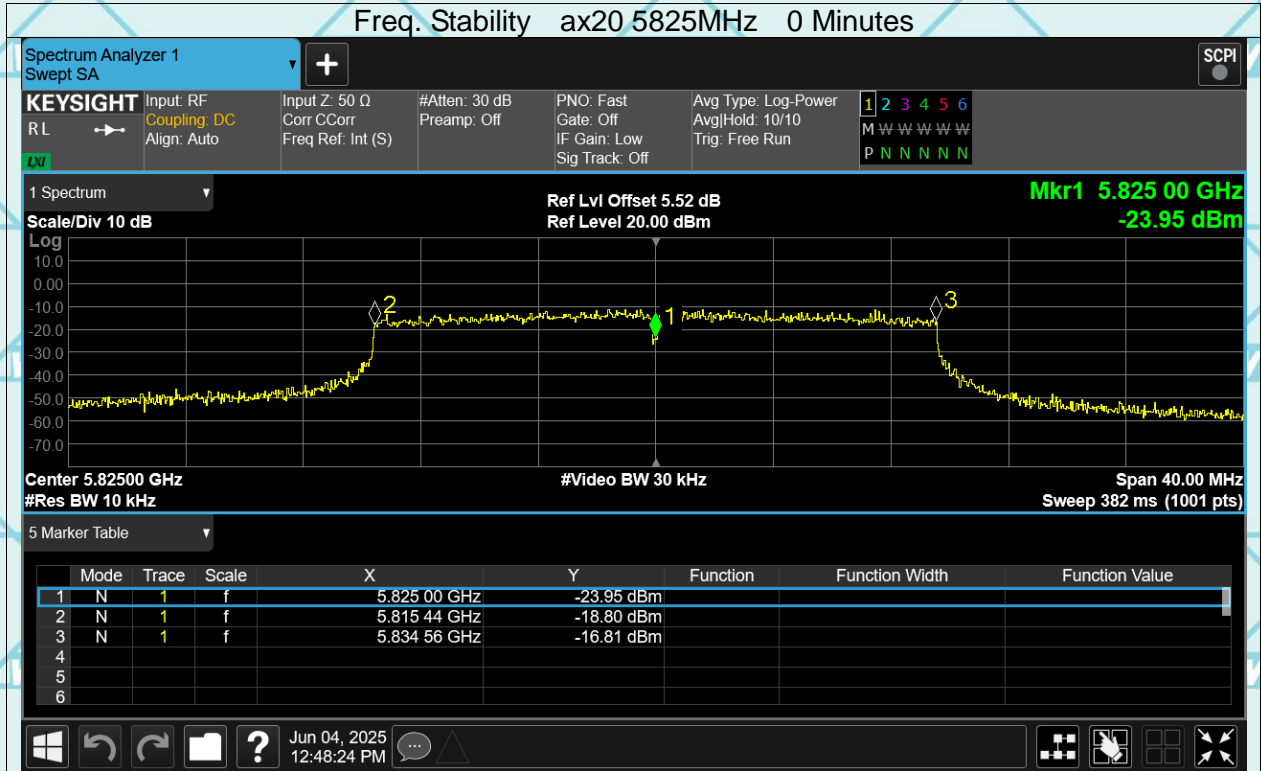 Freq. Stability ax20 5825MHz 0 Minutes
Spectrum Analyzer 1
Swept SA
+
SCPI
KEYSIGHT Input: RF Input Z: 50 Ω #Atten: 30 dB PNO: Fast Avg Type: Log-Power 1 2 3 4 5 6
RL Coupling: DC Corr CCorr Preamp: Off Gate: Off Avg|Hold: 10/10 M W W W W W W
Align: Auto Freq Ref: Int (S) IF Gain: Low Trig: Free Run P N N N N N N
LXI Sig Track: Off
1 Spectrum Ref Lvl Offset 5.52 dB Mkr1 5.825 00 GHz
Scale/Div 10 dB Ref Level 20.00 dBm -23.95 dBm
Log
10.0
0.00
-10.0
-20.0
-30.0
-40.0
-50.0
-60.0
-70.0
2
1
3
Center 5.82500 GHz #Video BW 30 kHz Span 40.00 MHz
#Res BW 10 kHz Sweep 382 ms (1001 pts)
5 Marker Table
Mode Trace Scale X Y Function Function Width Function Value
1 N 1 f 5.825 00 GHz -23.95 dBm
2 N 1 f 5.815 44 GHz -18.80 dBm
3 N 1 f 5.834 56 GHz -16.81 dBm
4
5
6
? Jun 04, 2025
12:48:24 PM